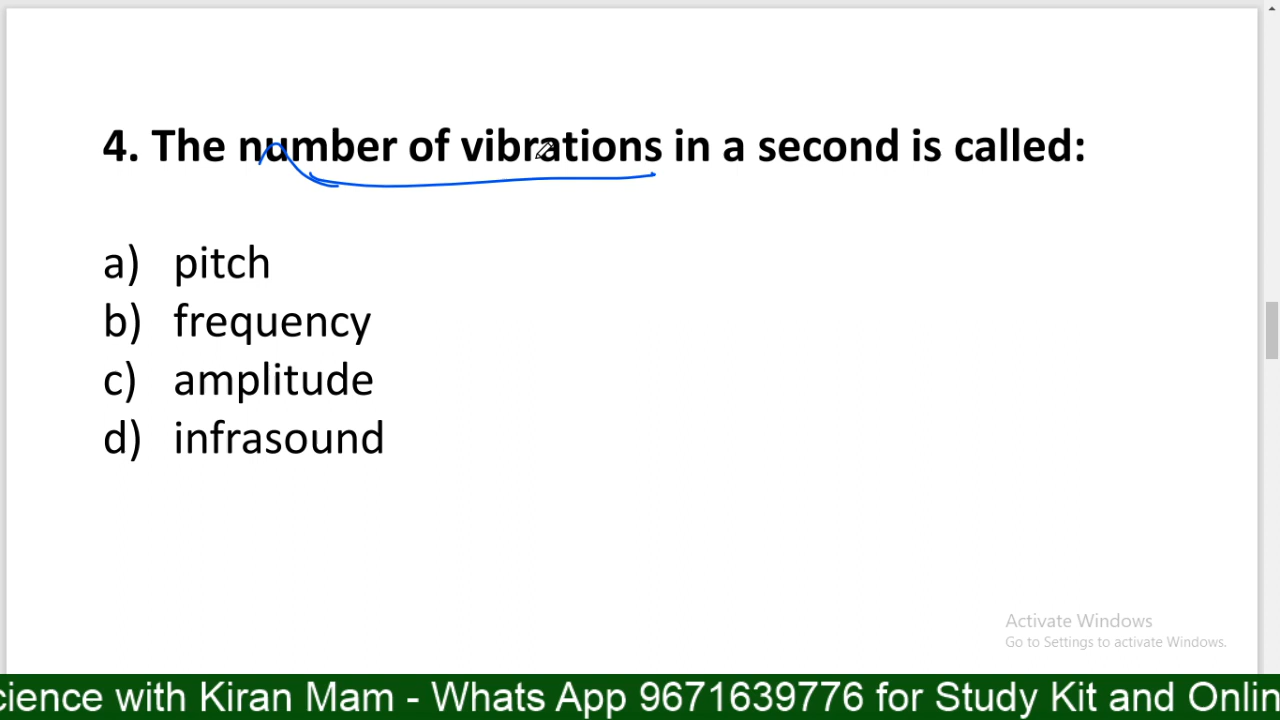 4. The number of vibrations in a second is called:
a) pitch
b) frequency
c) amplitude
d) infrasound
Activate Windows
Go to Settings to activate Windows.
cience with Kiran Mam - Whats App 9671639776 for Study Kit and Onlin